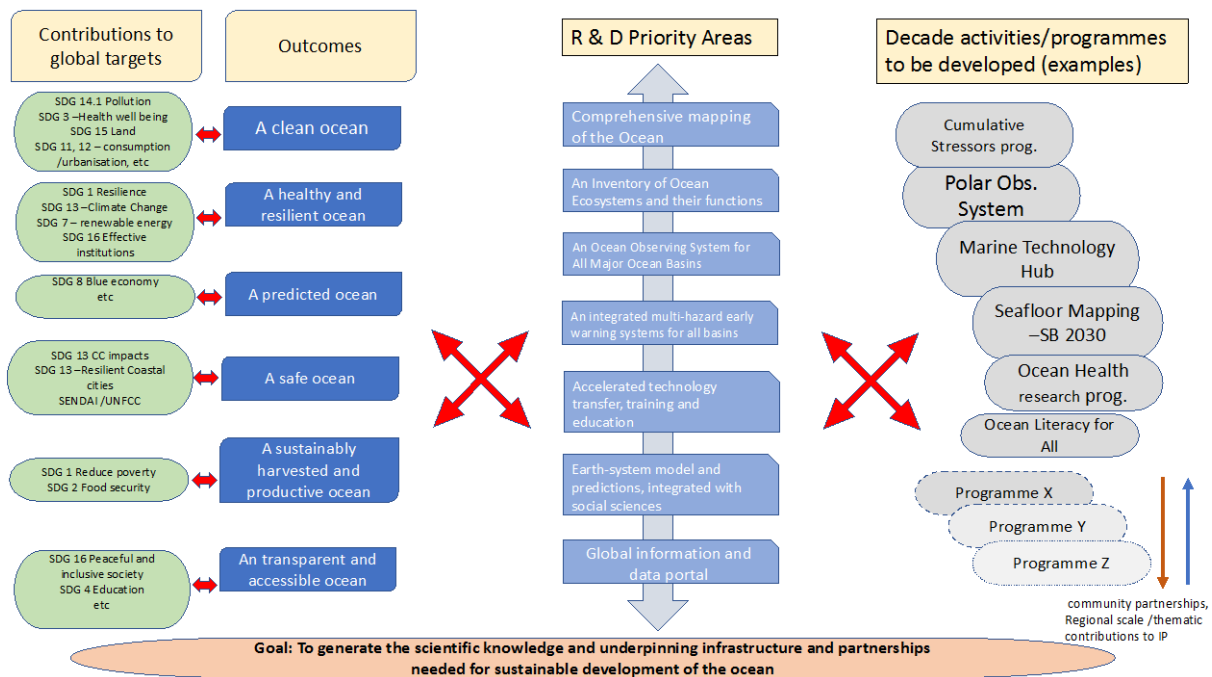 Contributions to
global targets
SDG 14.1 Pollution
SDG 3 –Health well being
SDG 15 Land
SDG 11, 12 – consumption
/urbanisation, etc
SDG 1 Resilience
SDG 13 –Climate Change
SDG 7 – renewable energy
SDG 16 Effective
institutions
SDG 8 Blue economy
etc
SDG 13 CC impacts
SDG 13 –Resilient Coastal
cities
SENDAI /UNFCC
SDG 1 Reduce poverty
SDG 2 Food security
SDG 16 Peaceful and
inclusive society
SDG 4 Education
etc
Outcomes
A clean ocean
A healthy and
resilient ocean
A predicted ocean
A safe ocean
A sustainably
harvested and
productive ocean
An transparent and
accessible ocean
R & D Priority Areas
Comprehensive mapping
of the Ocean
An Inventory of Ocean
Ecosystems and their functions
An Ocean Observing System for
All Major Ocean Basins
An integrated multi-hazard early
warning systems for all basins
Accelerated technology
transfer, training and
education
Earth-system model and
predictions, integrated with
social sciences
Global information and
data portal
Decade activities/programmes
to be developed (examples)
Cumulative
Stressors prog.
Polar Obs.
System
Marine Technology
Hub
Seafloor Mapping
–SB 2030
Ocean Health
research prog.
Ocean Literacy for
All
Programme X
Programme Y
Programme Z
community partnerships,
Regional scale /thematic
contributions to IP
Goal: To generate the scientific knowledge and underpinning infrastructure and partnerships
needed for sustainable development of the ocean